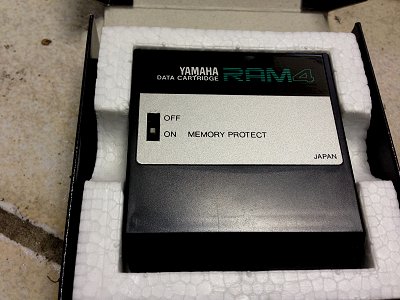 YAMAHA
DATA CARTRIDGE RAM4
OFF
ON MEMORY PROTECT
JAPAN